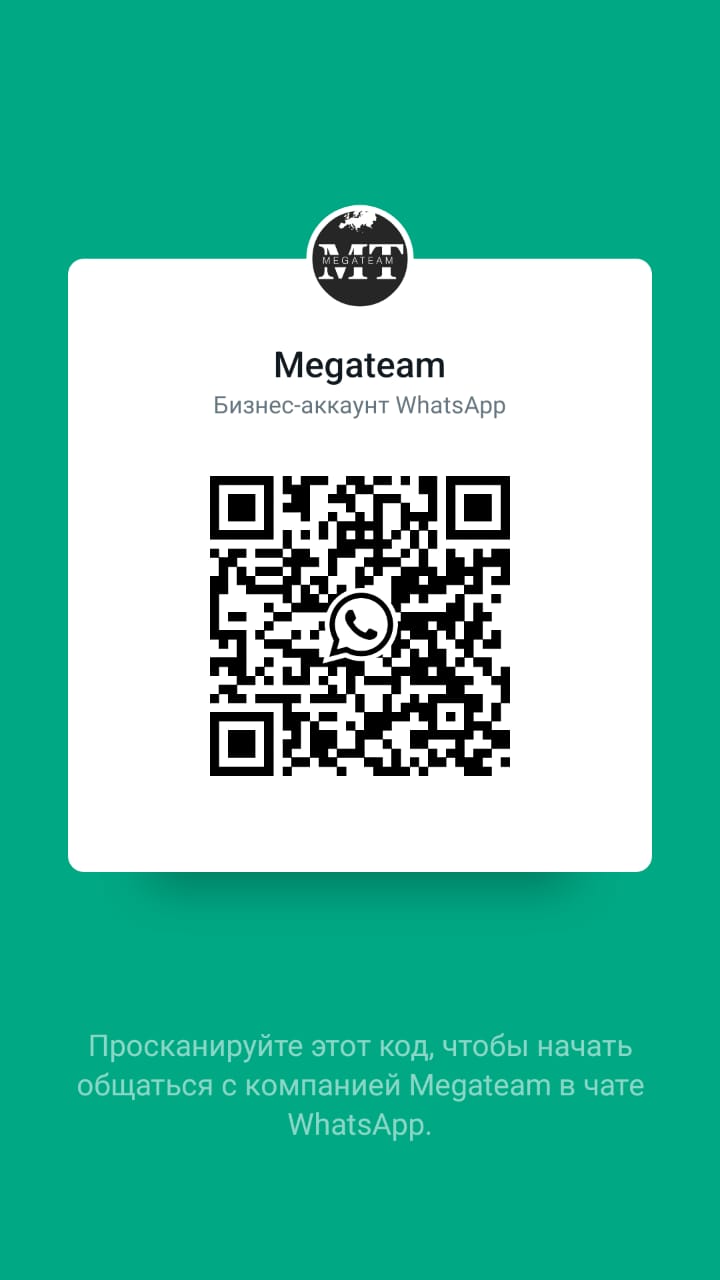 MT
MEGATEAM
Megateam
Бизнес-аккаунт WhatsApp
Просканируйте этот код, чтобы начать
общаться с компанией Megateam в чате
WhatsApp.